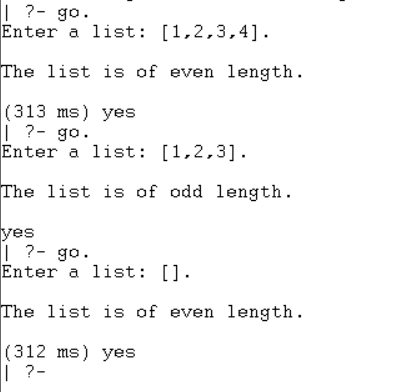 | ?- go.
Enter a list: [1,2,3,4].
The list is of even length.
(313 ms) yes
| ?- go.
Enter a list: [1,2,3].
The list is of odd length.
yes
| ?- go.
Enter a list: [].
The list is of even length.
(312 ms) yes
| ?-